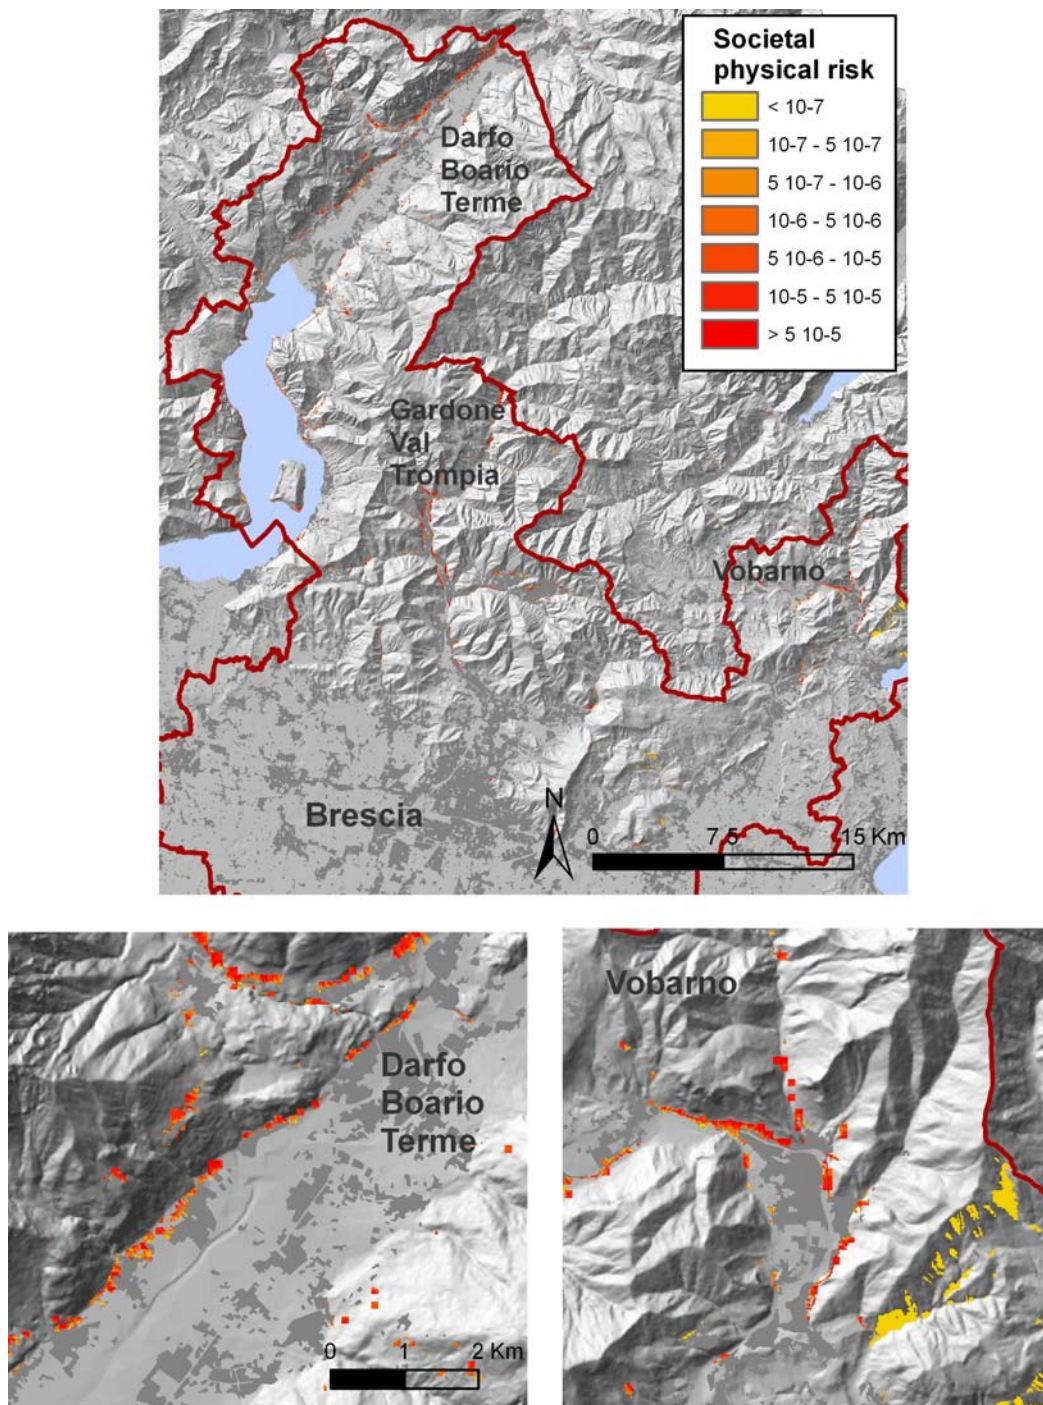 Societal
physical risk
< 10-7
10-7 - 5 10-7
5 10-7 - 10-6
10-6 - 5 10-6
5 10-6 - 10-5
10-5 - 5 10-5
> 5 10-5
Darfo
Boario
Terme
Gardone
Val
Trompia
Vobarno
Brescia
N
0 7.5 15 Km
Darfo
Boario
Terme
0 1 2 Km
Vobarno